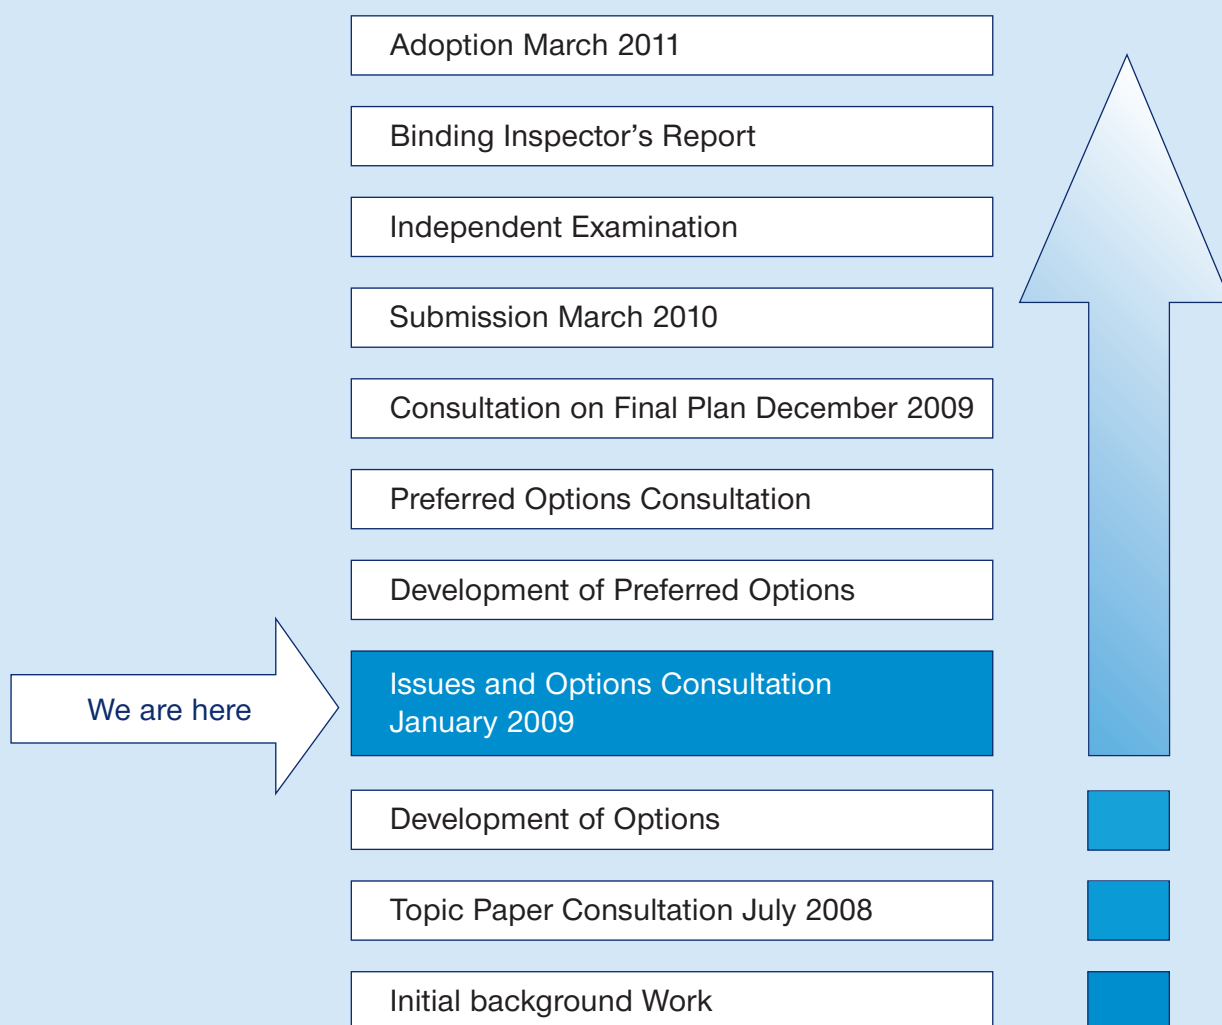 Adoption March 2011
Binding Inspector’s Report
Independent Examination
Submission March 2010
Consultation on Final Plan December 2009
Preferred Options Consultation
Development of Preferred Options
We are here
Issues and Options Consultation
January 2009
Development of Options
Topic Paper Consultation July 2008
Initial background Work